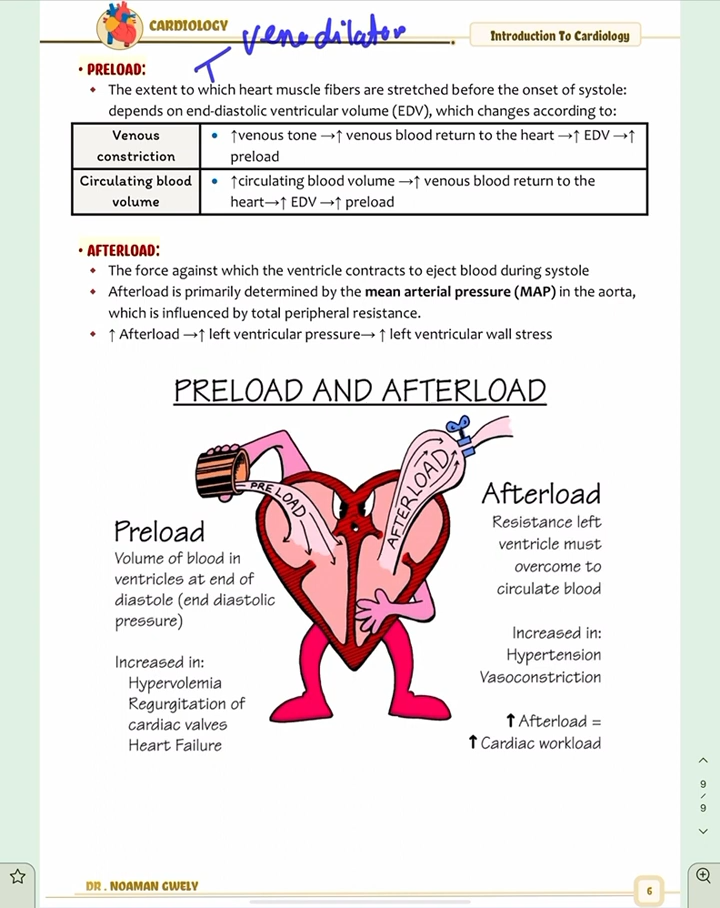 CARDIOLOGY
venodilator
Introduction To Cardiology
• PRELOAD:
The extent to which heart muscle fibers are stretched before the onset of systole:
depends on end-diastolic ventricular volume (EDV), which changes according to:
Venous
constriction
• ↑venous tone →↑ venous blood return to the heart →↑ EDV →↑
preload
Circulating blood
volume
• ↑circulating blood volume →↑ venous blood return to the
heart→↑ EDV →↑ preload
• AFTERLOAD:
The force against which the ventricle contracts to eject blood during systole
Afterload is primarily determined by the mean arterial pressure (MAP) in the aorta,
which is influenced by total peripheral resistance.
↑ Afterload →↑ left ventricular pressure→ ↑ left ventricular wall stress
PRELOAD AND AFTERLOAD
PRELOAD
AFTERLOAD
Preload
Volume of blood in
ventricles at end of
diastole (end diastolic
pressure)
Increased in:
Hypervolemia
Regurgitation of
cardiac valves
Heart Failure
Afterload
Resistance left
ventricle must
overcome to
circulate blood
Increased in:
Hypertension
Vasoconstriction
↑ Afterload =
↑ Cardiac workload
9
/
9
DR. NOAMAN GWELY
6